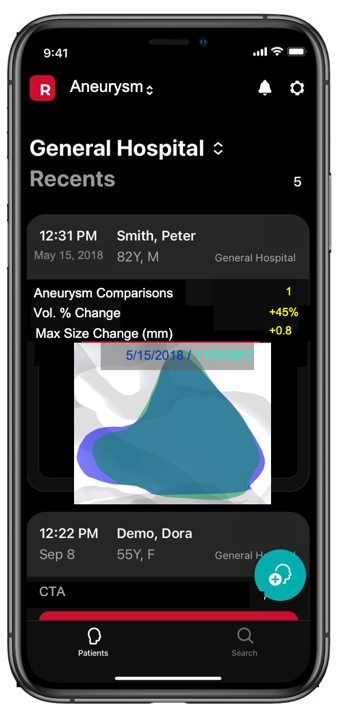 9:41
R Aneurysm
General Hospital
Recents 5
12:31 PM Smith, Peter
May 15, 2018 82Y, M General Hospital
Aneurysm Comparisons 1
Vol. % Change +45%
Max Size Change (mm) +0.8
5/15/2018 / 11/2/2017
12:22 PM Demo, Dora
Sep 8 55Y, F General
CTA
Patients Search